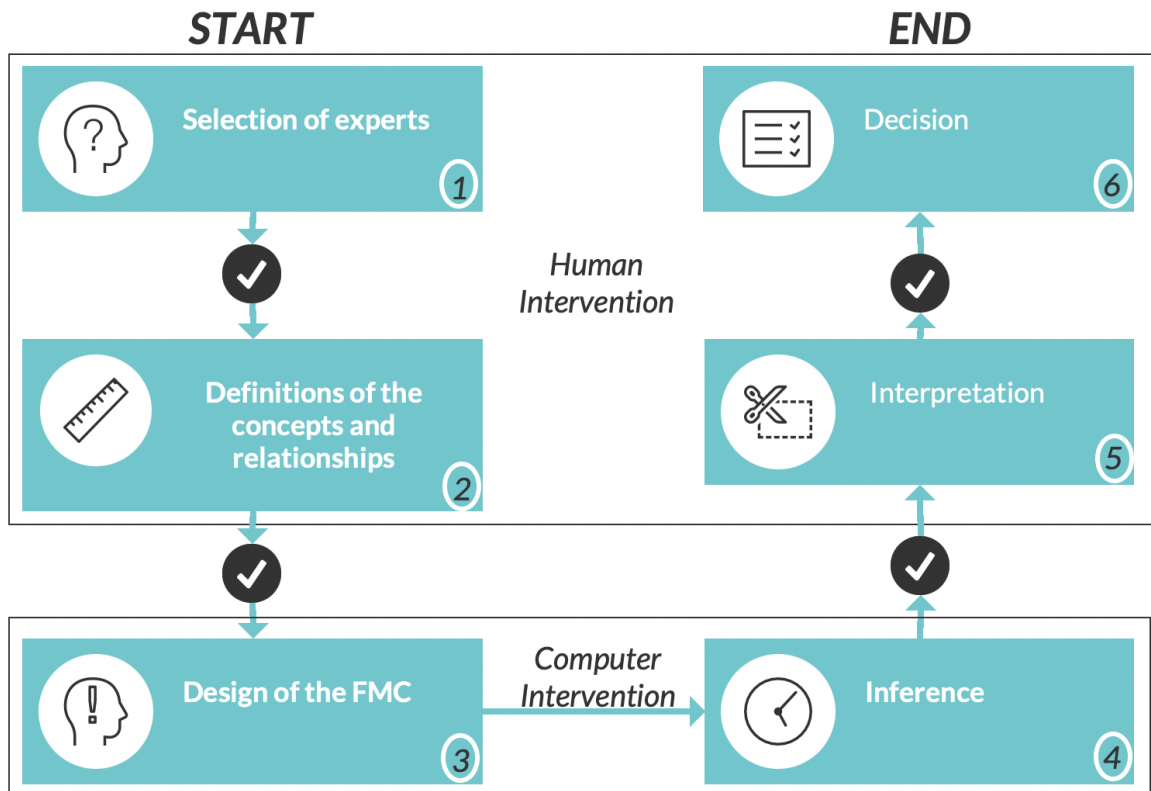 START
END
Selection of experts
1
Decision
6
Human
Intervention
Definitions of the
concepts and
relationships
2
Interpretation
5
Computer
Intervention
Design of the FMC
3
Inference
4